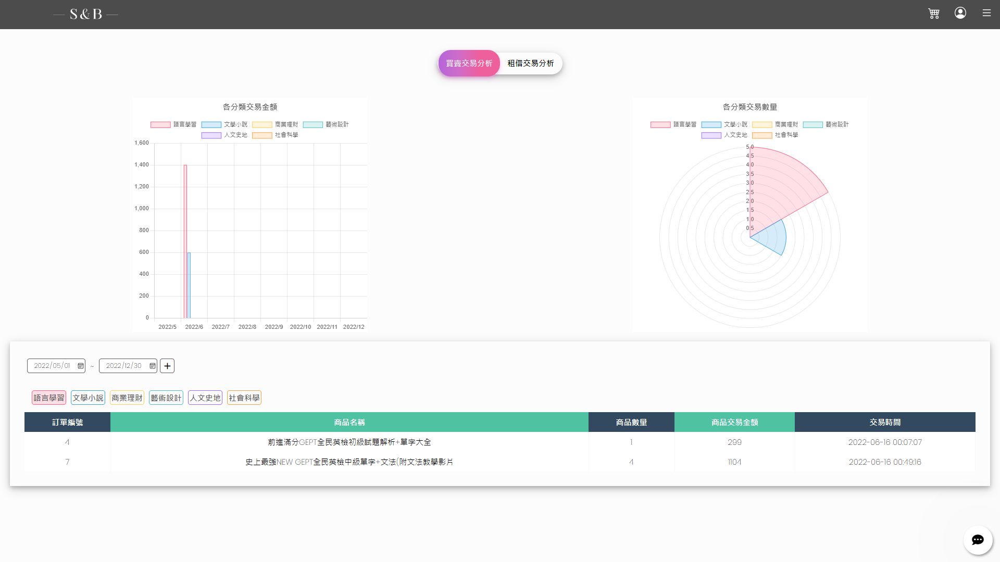 S & B
買賣交易分析 租借交易分析
各分類交易金額
語言學習 文學小說 商業理財 藝術設計
人文史地 社會科學
1,600
1,400
1,200
1,000
800
600
400
200
0
2022/5 2022/6 2022/7 2022/8 2022/9 2022/10 2022/11 2022/12
各分類交易數量
語言學習 文學小說 商業理財 藝術設計
人文史地 社會科學
5.0
4.5
4.0
3.5
3.0
2.5
2.0
1.5
1.0
0.5
2022/05/01 ~ 2022/12/30 +
語言學習 文學小說 商業理財 藝術設計 人文史地 社會科學
訂單編號 商品名稱 商品數量 商品交易金額 交易時間
4 前進滿分GEPT全民英檢初級試題解析+單字大全 1 299 2022-06-16 00:07:07
7 史上最強NEW GEPT全民英檢中級單字+文法(附文法教學影片 4 1104 2022-06-16 00:49:16